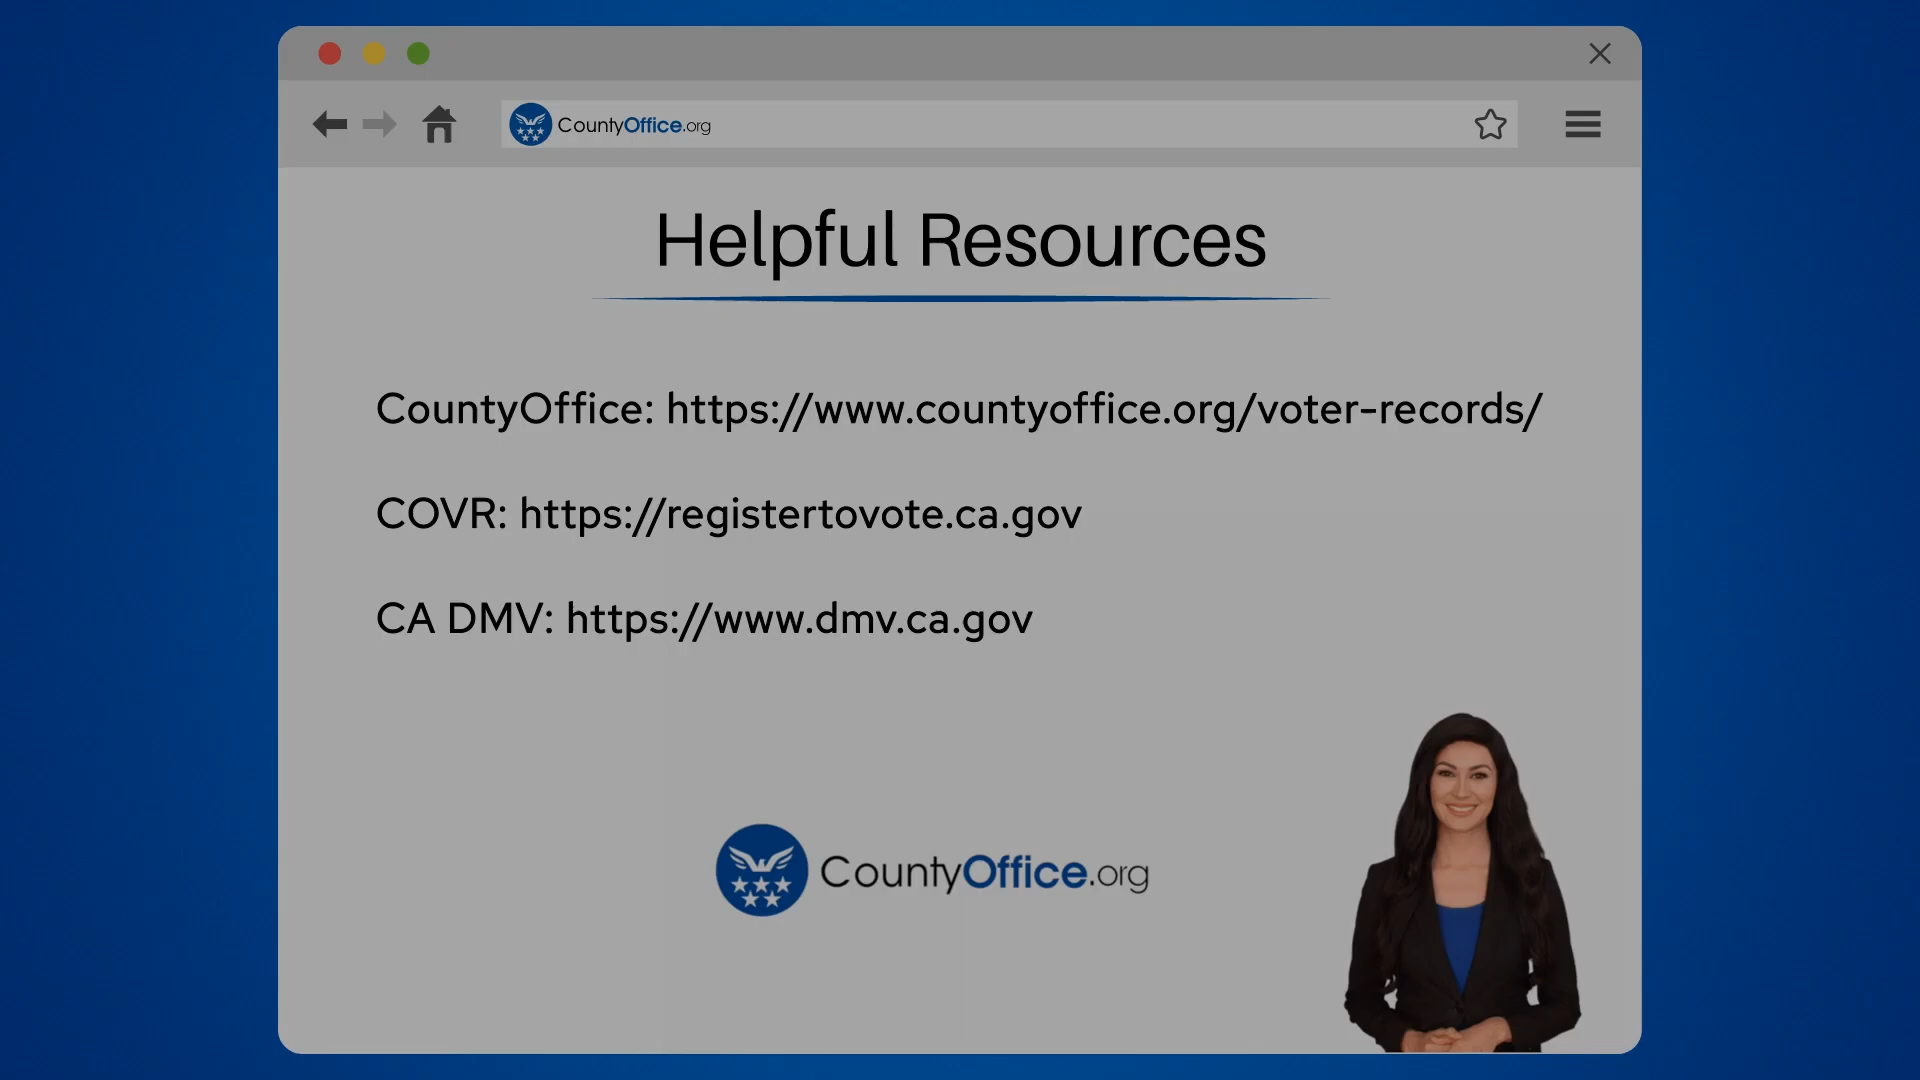 CountyOffice.org
Helpful Resources
CountyOffice: https://www.countyoffice.org/voter-records/
COVR: https://registertovote.ca.gov
CA DMV: https://www.dmv.ca.gov
CountyOffice.org